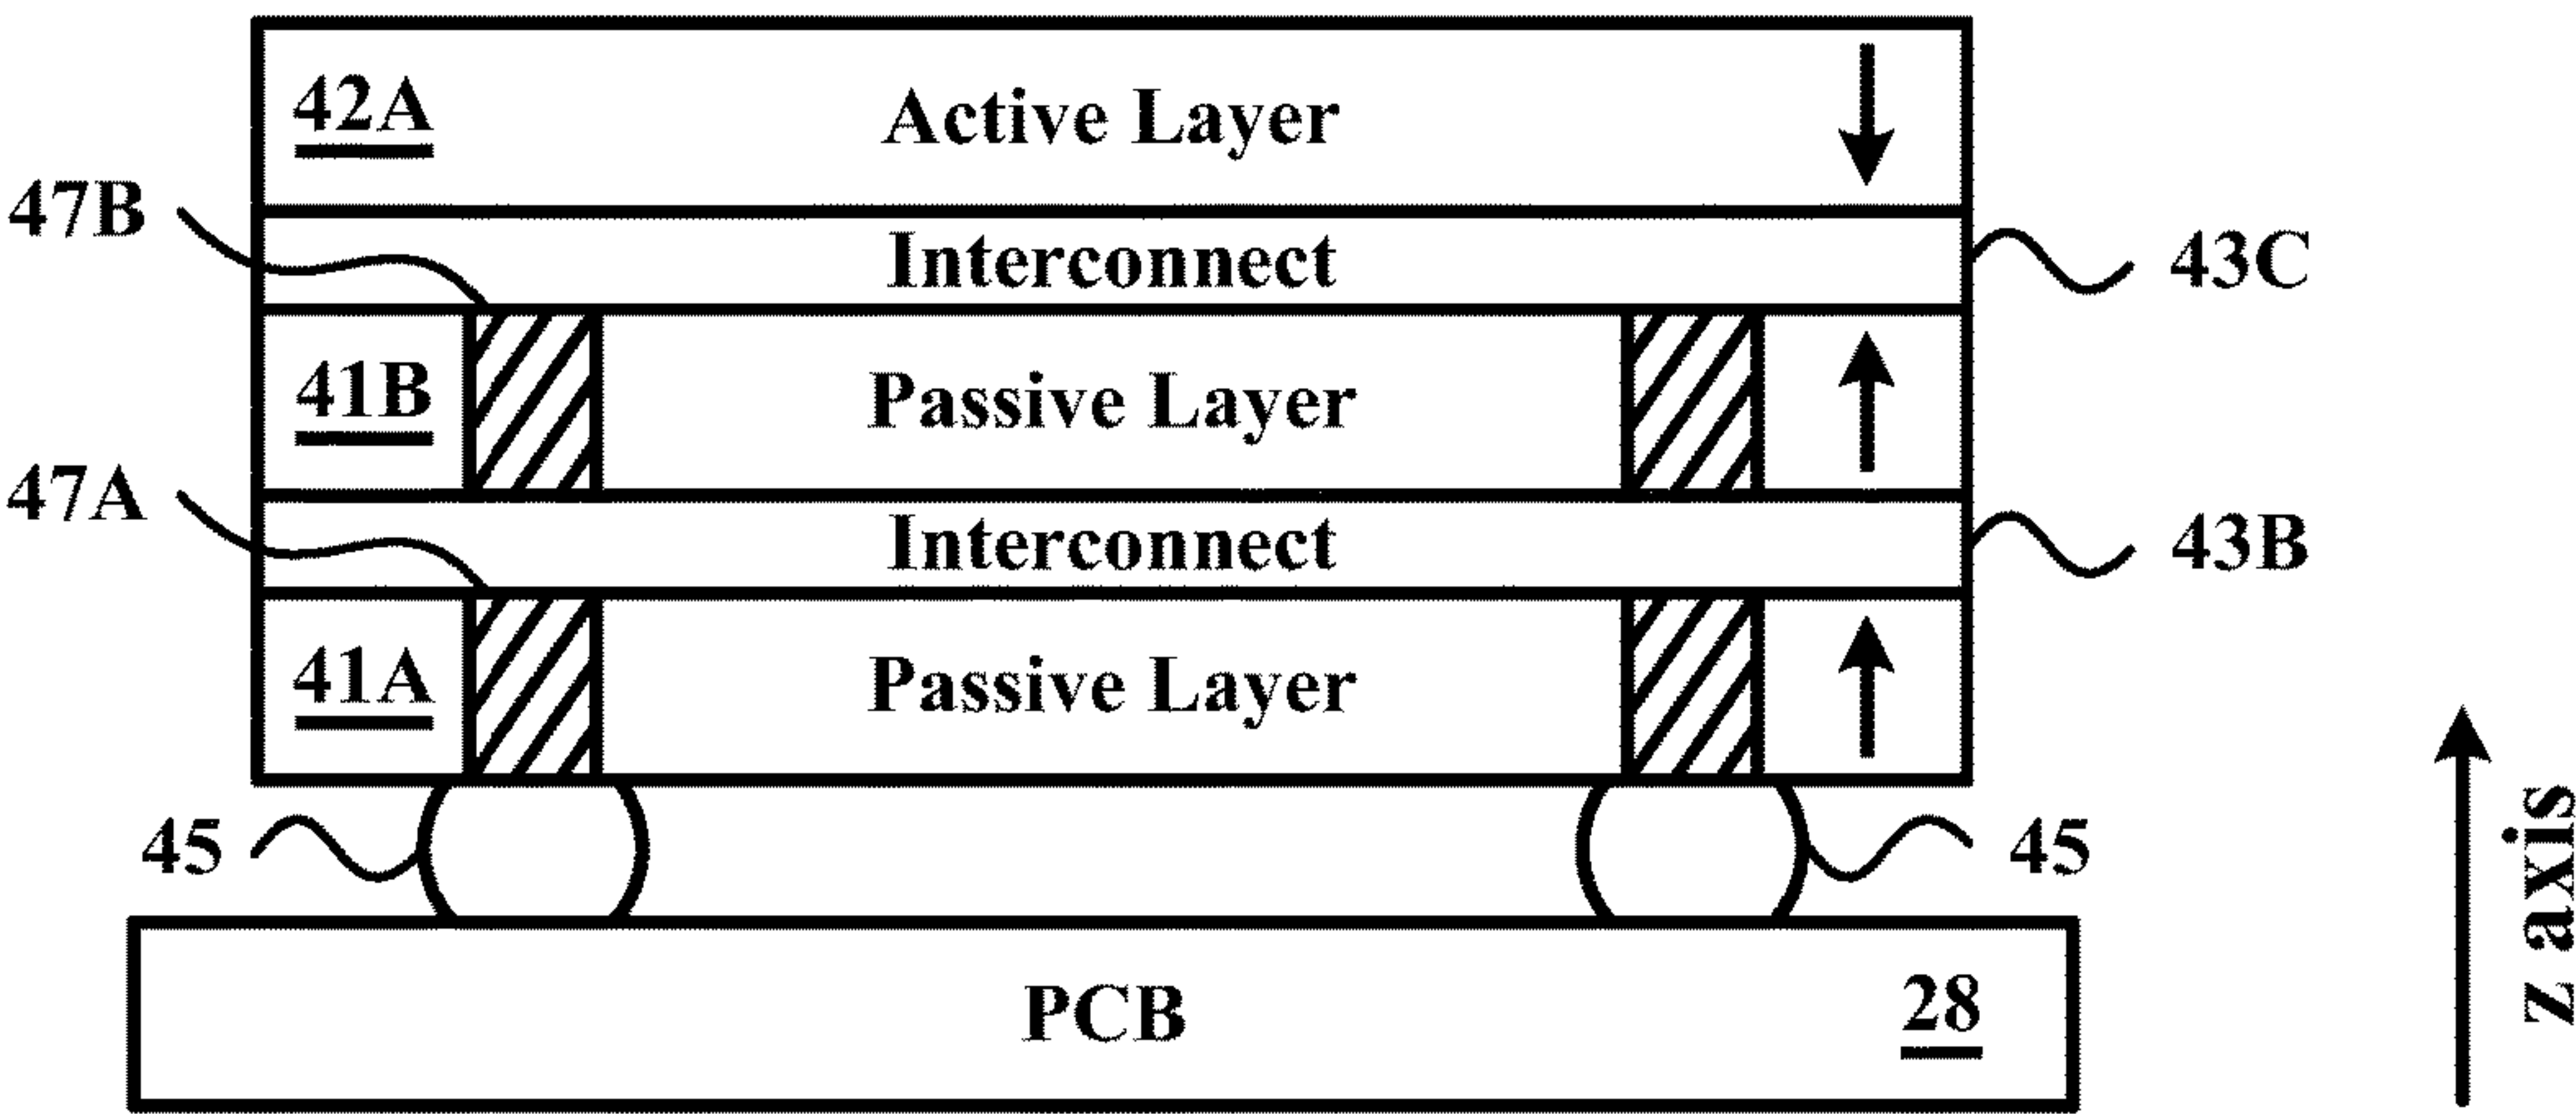 42A
Active Layer
47B
Interconnect
43C
41B
Passive Layer
47A
Interconnect
43B
41A
Passive Layer
45
45
PCB
28
z axis